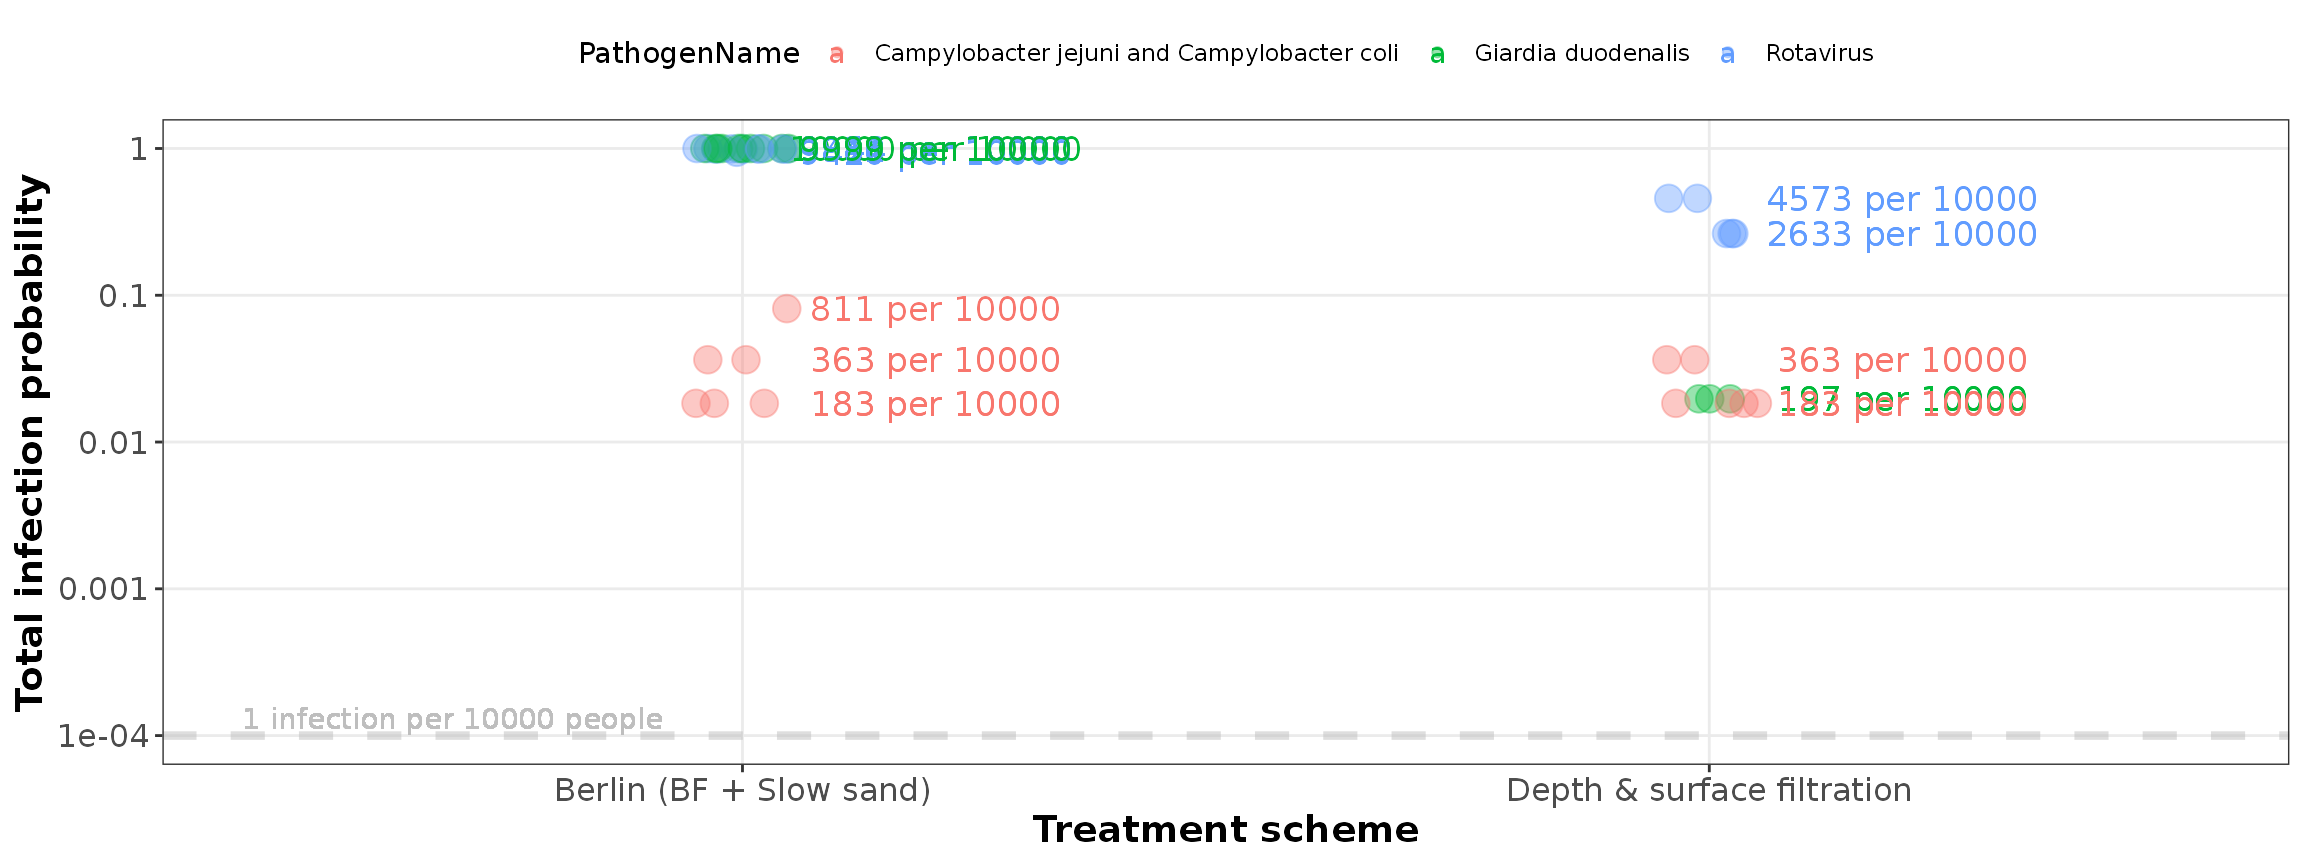 PathogenName a Campylobacter jejuni and Campylobacter coli a Giardia duodenalis a Rotavirus
Total infection probability
1
0.1
0.01
0.001
1e-04
per 10000
4573 per 10000
2633 per 10000
811 per 10000
363 per 10000
183 per 10000
363 per 10000
197 per 10000
183 per 10000
1 infection per 10000 people
Berlin (BF + Slow sand)
Depth & surface filtration
Treatment scheme